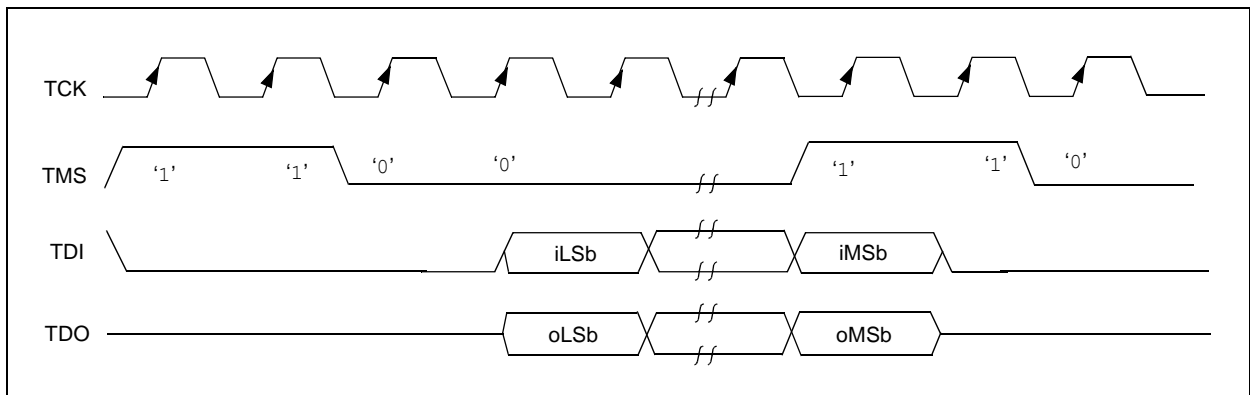 TCK
TMS ‘1’ ‘1’ ‘0’ ‘0’ ‘1’ ‘1’ ‘0’
TDI iLSb iMSb
TDO oLSb oMSb